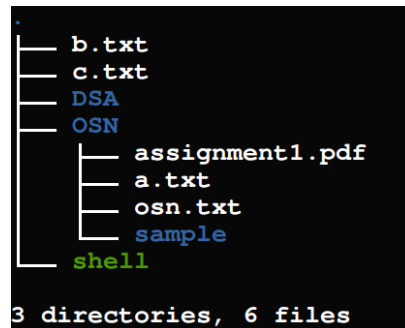 .
b.txt
c.txt
DSA
OSN
assignment1.pdf
a.txt
osn.txt
sample
shell
3 directories, 6 files